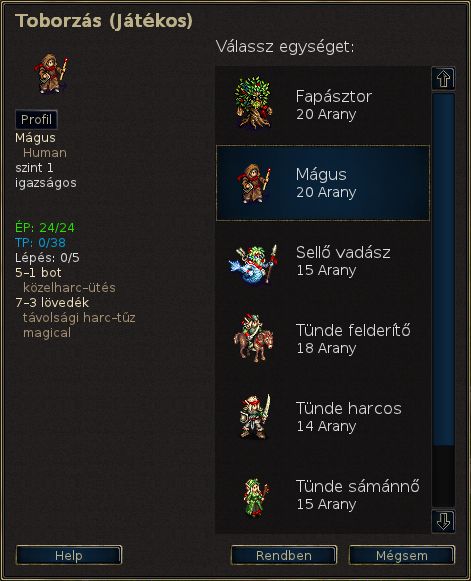 Toborzás (Játékos)
Válassz egységet:
Profil
Mágus
Human
szint 1
igazságos
ÉP: 24/24
TP: 0/38
Lépés: 0/5
5–1 bot
közelharc–ütés
7–3 lövedék
távolsági harc–tűz
magical
Fapásztor
20 Arany
Mágus
20 Arany
Sellő vadász
15 Arany
Tünde felderítő
18 Arany
Tünde harcos
14 Arany
Tünde sámánnő
15 Arany
Help
Rendben
Mégsem